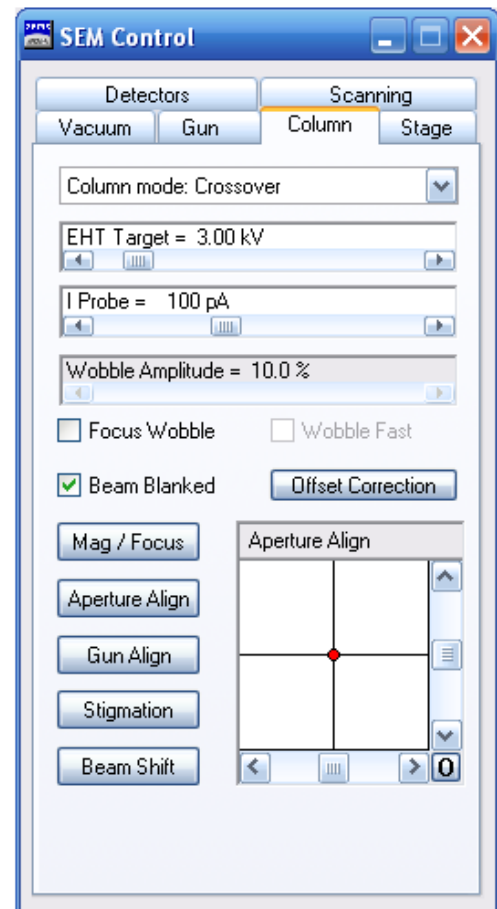 SEM Control
Detectors Scanning
Vacuum Gun Column Stage
Column mode: Crossover
EHT Target = 3.00 kV
I Probe = 100 pA
Wobble Amplitude = 10.0 %
Focus Wobble Wobble Fast
Beam Blanked Offset Correction
Mag / Focus Aperture Align
Aperture Align
Gun Align
Stigmation
Beam Shift 0